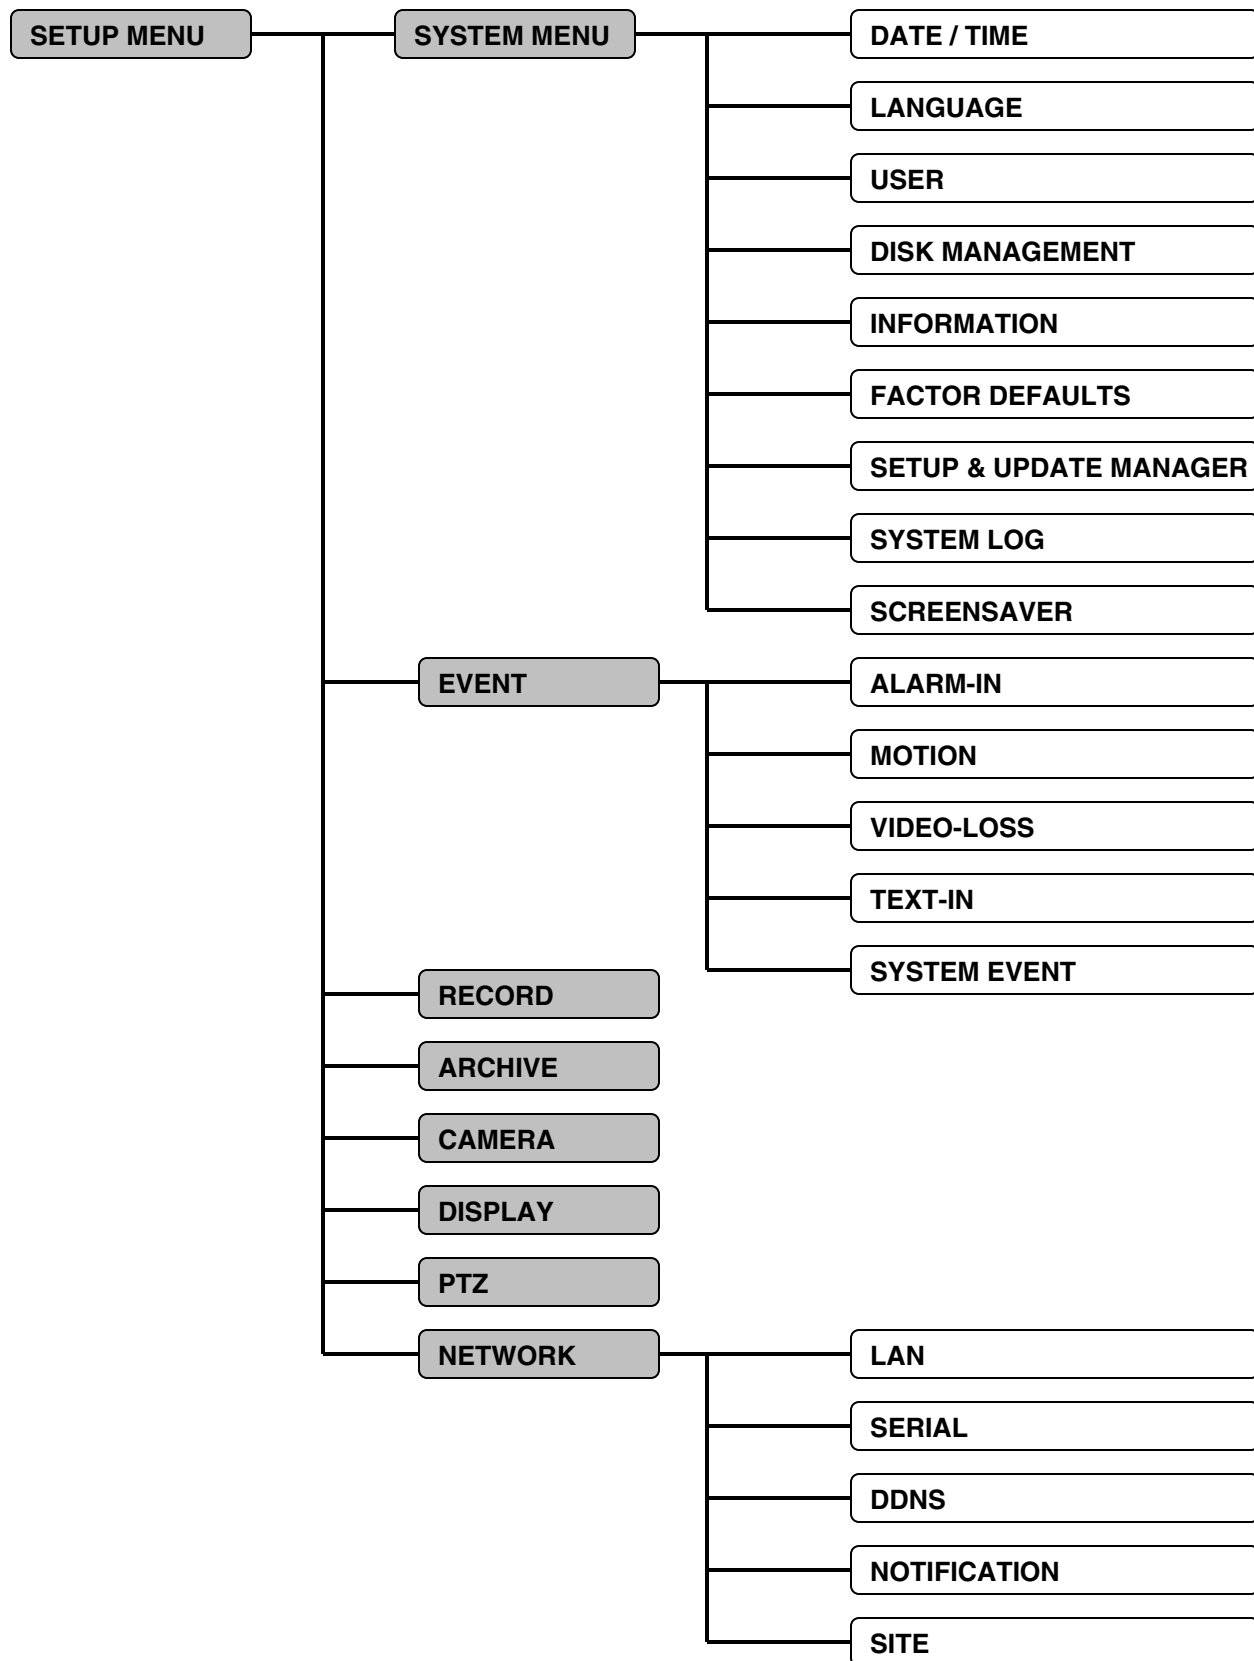 SETUP MENU
SYSTEM MENU
DATE / TIME
LANGUAGE
USER
DISK MANAGEMENT
INFORMATION
FACTOR DEFAULTS
SETUP & UPDATE MANAGER
SYSTEM LOG
SCREENSAVER
EVENT
ALARM-IN
MOTION
VIDEO-LOSS
TEXT-IN
SYSTEM EVENT
RECORD
ARCHIVE
CAMERA
DISPLAY
PTZ
NETWORK
LAN
SERIAL
DDNS
NOTIFICATION
SITE